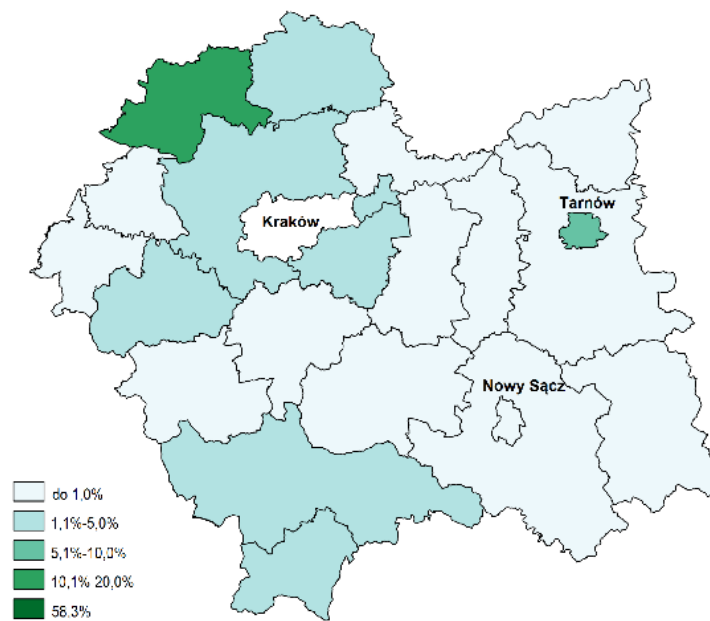 Kraków
Tarnów
Nowy Sącz
do 1,0%
1,1%-5,0%
5,1%-10,0%
10,1% 20,0%
56,3%